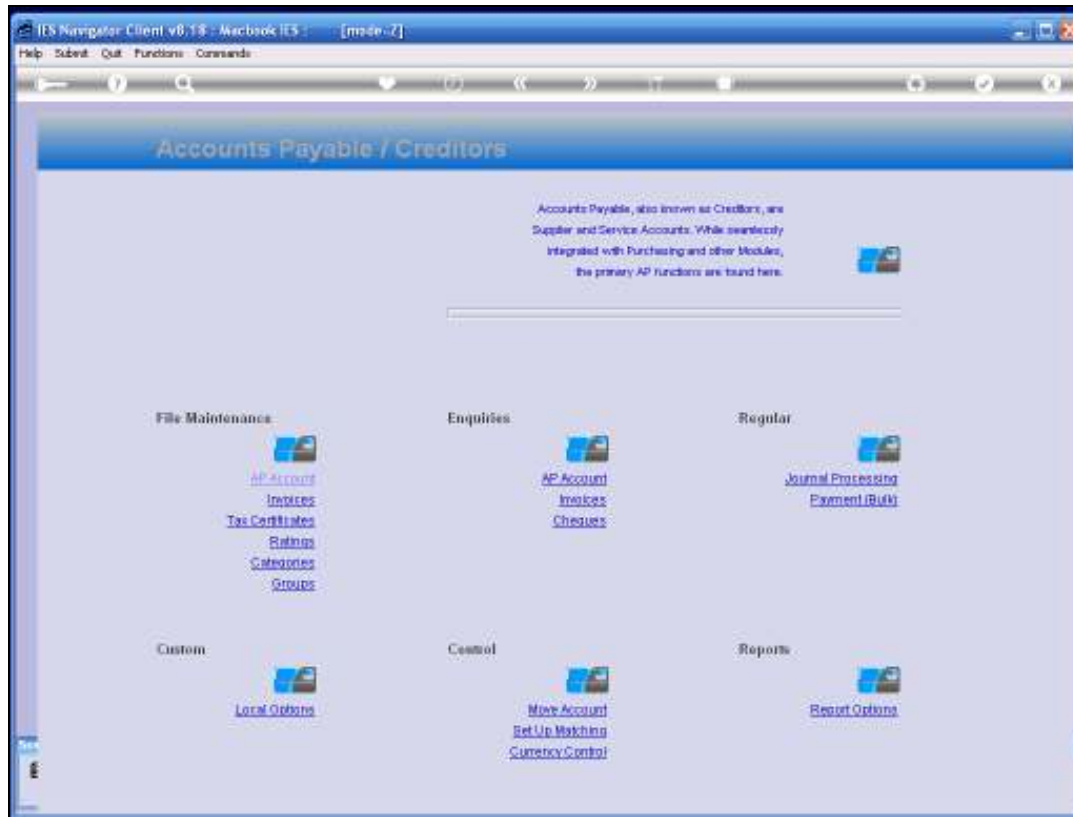 IES Navigator Client v8.18 : Macbook IES : [mode-Z]
Help Submit Quit Functions Commands
Accounts Payable / Creditors
Accounts Payable, also known as Creditors, are
Supplier and Service Accounts. While seamlessly
integrated with Purchasing and other Modules,
the primary AP functions are found here.
File Maintenance
AP Account
Invoices
Tax Certificates
Ratings
Categories
Groups
Enquiries
AP Account
Invoices
Cheques
Regular
Journal Processing
Payment (Bulk)
Custom
Local Options
Control
Move Account
Set Up Matching
Currency Control
Reports
Report Options